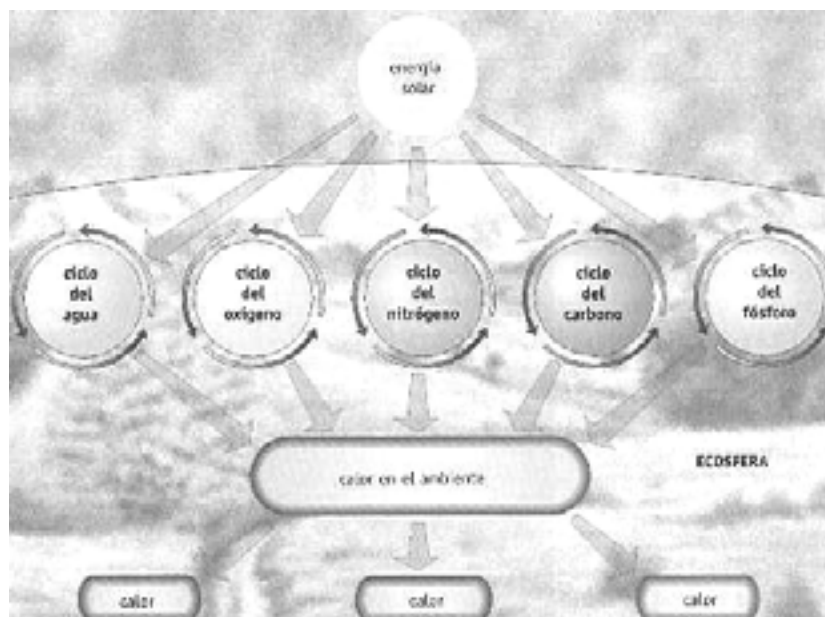 energía
solar
ciclo
del
agua
ciclo
del
oxígeno
ciclo
del
nitrógeno
ciclo
del
carbono
ciclo
del
fósforo
ECOSFERA
calor en el ambiente
calor
calor
calor